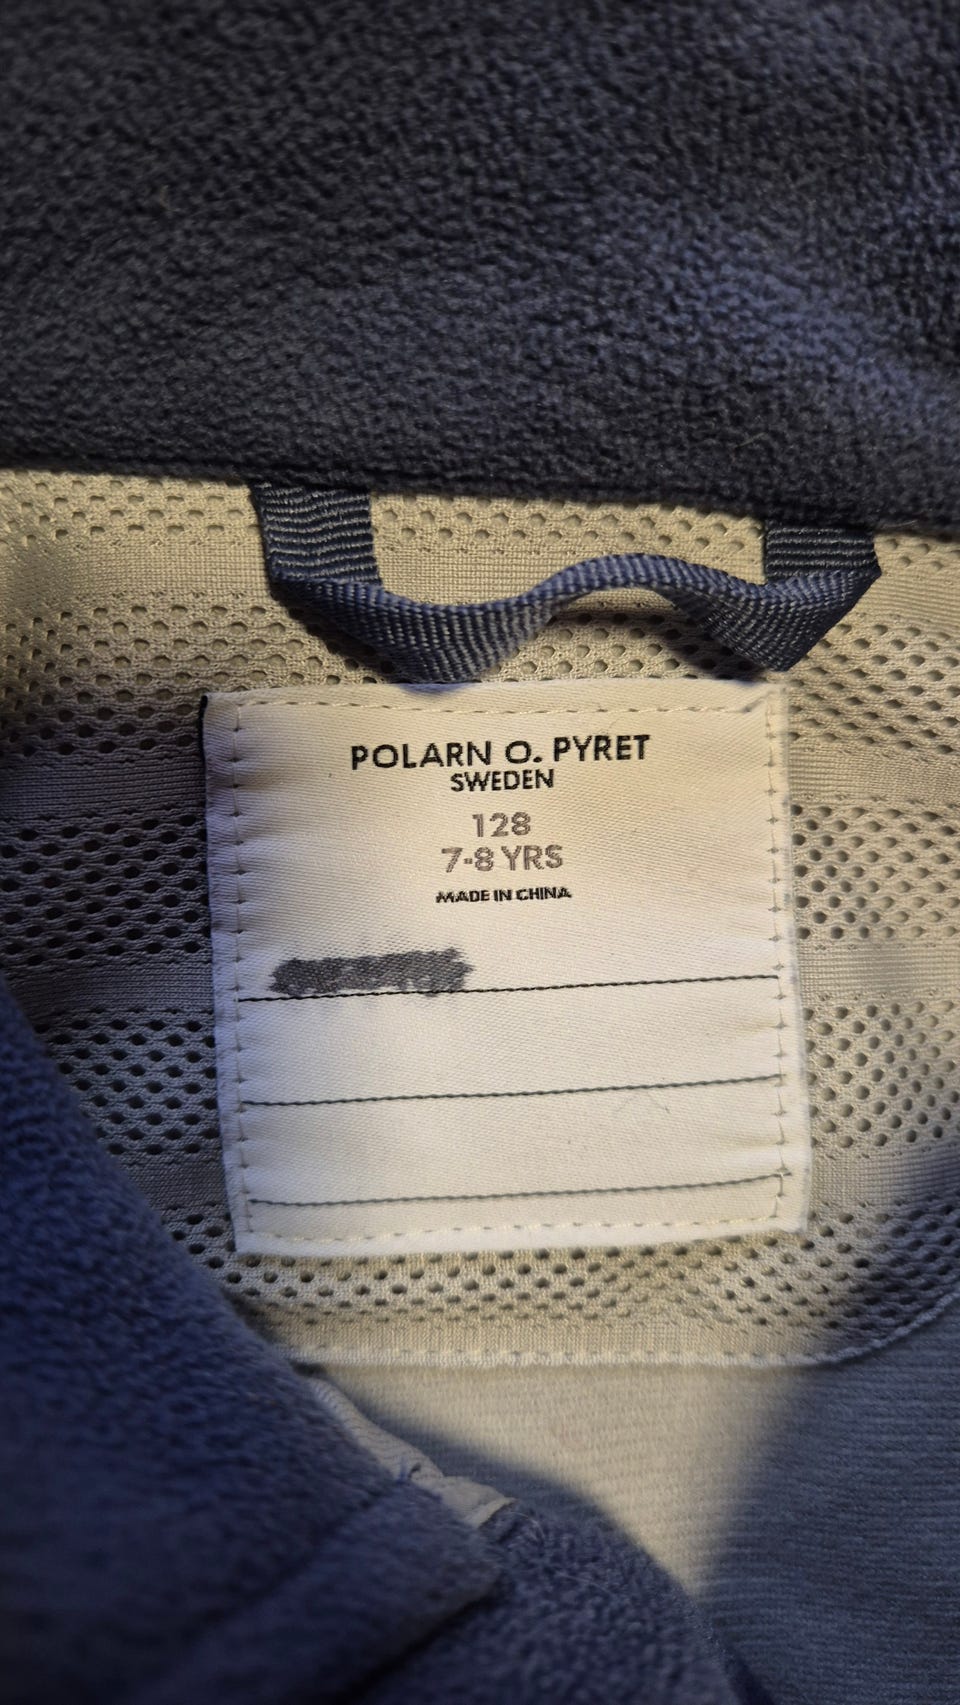 POLARN O. PYRET
SWEDEN
128
7-8 YRS
MADE IN CHINA